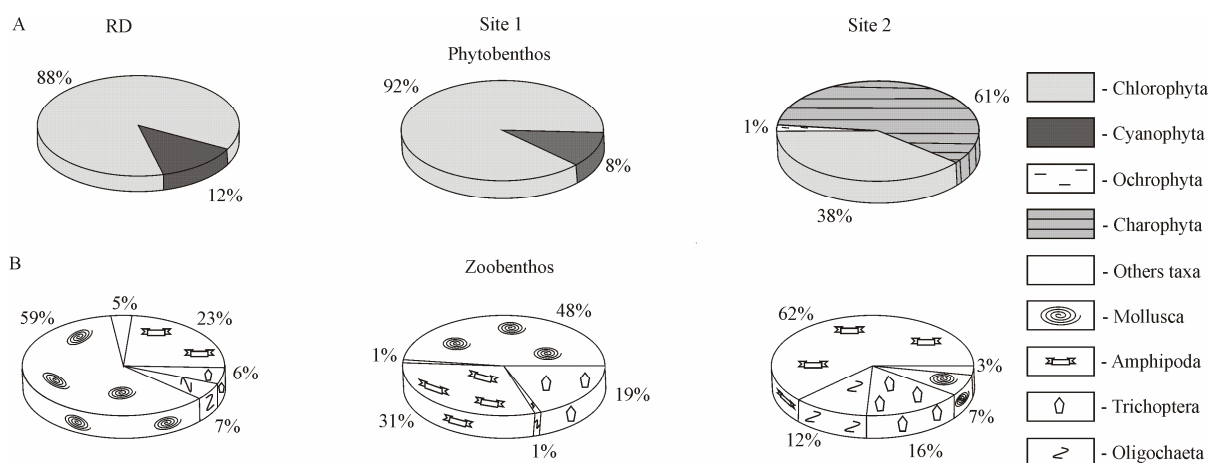 A
RD
Site 1
Site 2
Phytobenthos
88%
12%
92%
8%
61%
1%
38%
B
Zoobenthos
59%
5%
23%
6%
7%
48%
1%
31%
1%
19%
62%
3%
7%
16%
12%
- Chlorophyta
- Cyanophyta
- Ochrophyta
- Charophyta
- Others taxa
- Mollusca
- Amphipoda
- Trichoptera
- Oligochaeta